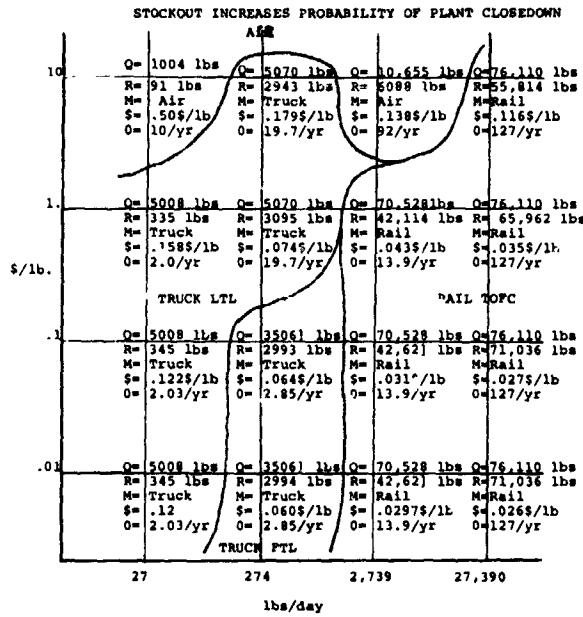 STOCKOUT INCREASES PROBABILITY OF PLANT CLOSEDOWN
AIR
10
Q= 1004 lbs Q= 5070 lbs Q= 10,655 lbs Q=76,110 lbs
R= 91 lbs R= 2943 lbs R= 6088 lbs R=55,814 lbs
M= Air M= Truck M= Air M=Rail
$= .50$/lb $= .179$/lb $= .138$/lb $=.116$/lb
O= 10/yr O= 19.7/yr O= 92/yr O=127/yr
1.
Q= 5008 lbs Q= 5070 lbs Q= 70,528lbs Q= 76,110 lbs
R= 335 lbs R= 3095 lbs R= 42,114 lbs R= 65,962 lbs
M= Truck M= Truck M= Rail M=Rail
$= .158$/lb $= .074$/lb $= .043$/lb $=.035$/lb
O= 2.0/yr O= 19.7/yr O= 13.9/yr O=127/yr
$/lb.
TRUCK LTL RAIL TOFC
.1
Q= 5008 lbs Q= 35061 lbs Q= 70,528 lbs Q=76,110 lbs
R= 345 lbs R= 2993 lbs R= 42,621 lbs R=71,036 lbs
M= Truck M= Truck M= Rail M=Rail
$= .122$/lb $= .064$/lb $= .031$/lb $=.027$/lb
O= 2.03/yr O= 2.85/yr O= 13.9/yr O=127/yr
.01
Q= 5008 lbs Q= 35061 lbs Q= 70,528 lbs Q=76,110 lbs
R= 345 lbs R= 2994 lbs R= 42,621 lbs R=71,036 lbs
M= Truck M= Truck M= Rail M=Rail
$= .12 $= .060$/lb $= .0297$/lb $=.026$/lb
O= 2.03/yr O= 2.85/yr O= 13.9/yr O=127/yr
TRUCK FTL
27 274 2,739 27,390
lbs/day